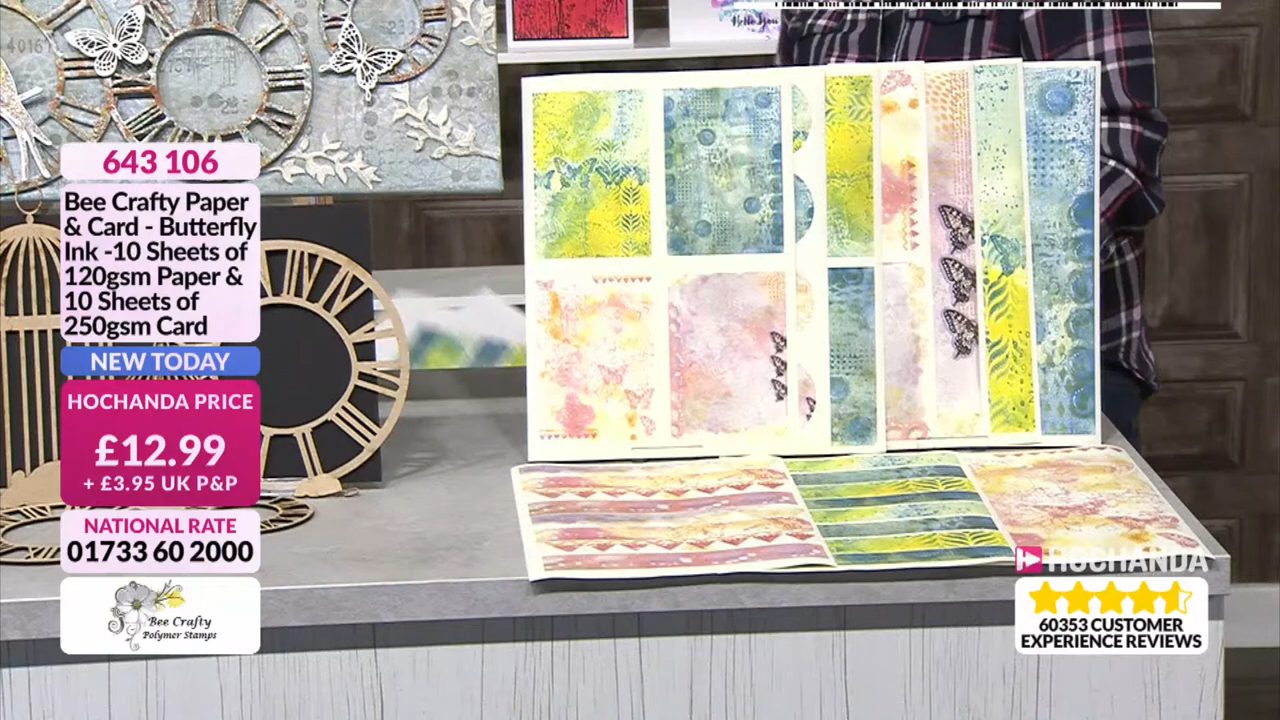 Hello You
643 106
Bee Crafty Paper
& Card - Butterfly
Ink -10 Sheets of
120gsm Paper &
10 Sheets of
250gsm Card
NEW TODAY
HOCHANDA PRICE
£12.99
+ £3.95 UK P&P
NATIONAL RATE
01733 60 2000
Bee Crafty
Polymer Stamps
HOCHANDA
60353 CUSTOMER
EXPERIENCE REVIEWS